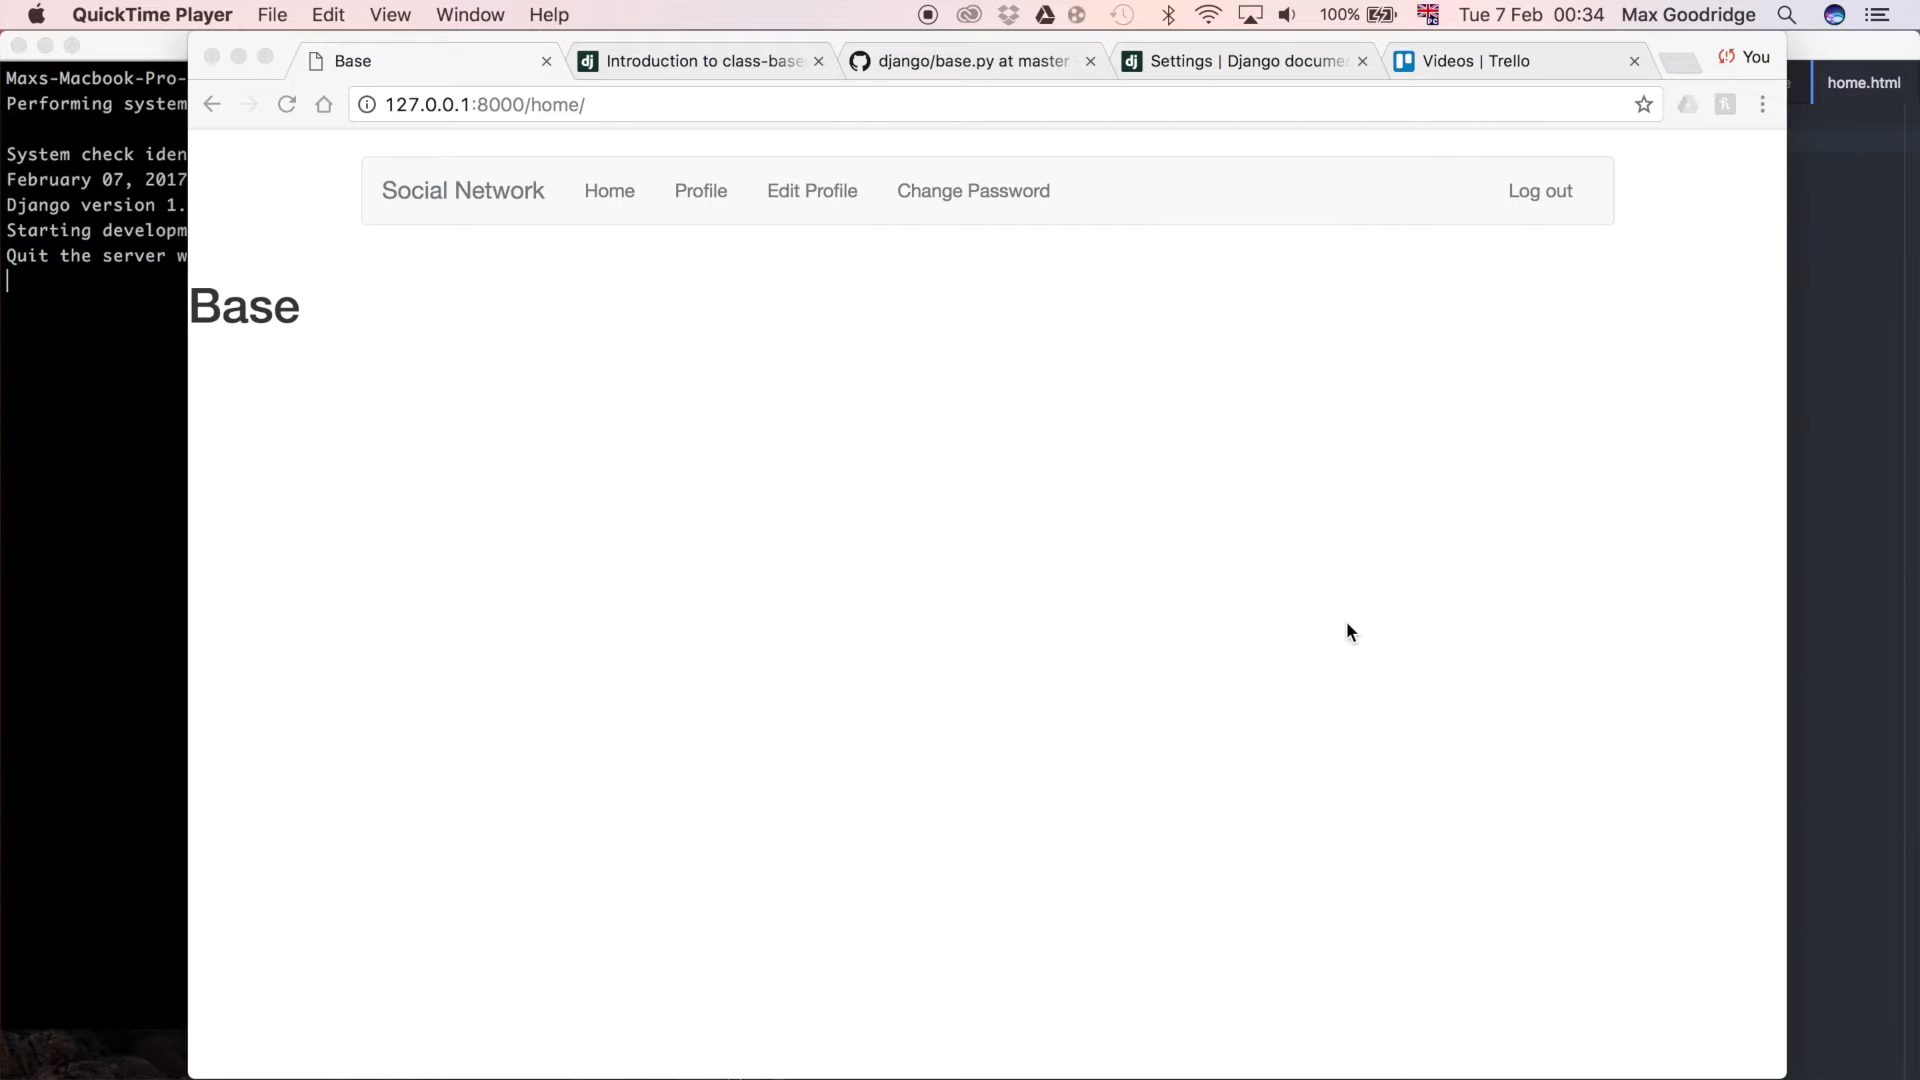 QuickTime Player File Edit View Window Help 100% Tue 7 Feb 00:34 Max Goodridge
Base Introduction to class-base django/base.py at master Settings | Django documen Videos | Trello You
127.0.0.1:8000/home/
home.html
Maxs-Macbook-Pro-
Performing system
System check iden
February 07, 2017
Django version 1.
Starting developm
Quit the server w
Social Network Home Profile Edit Profile Change Password Log out
Base